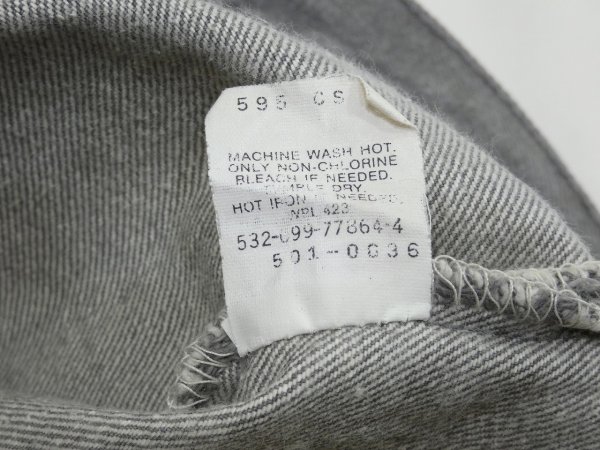 595 CS
MACHINE WASH HOT.
ONLY NON-CHLORINE
BLEACH IF NEEDED.
TUMBLE DRY.
HOT IRON IF NEEDED.
WPL 423
532-099-77864-4
501-0636